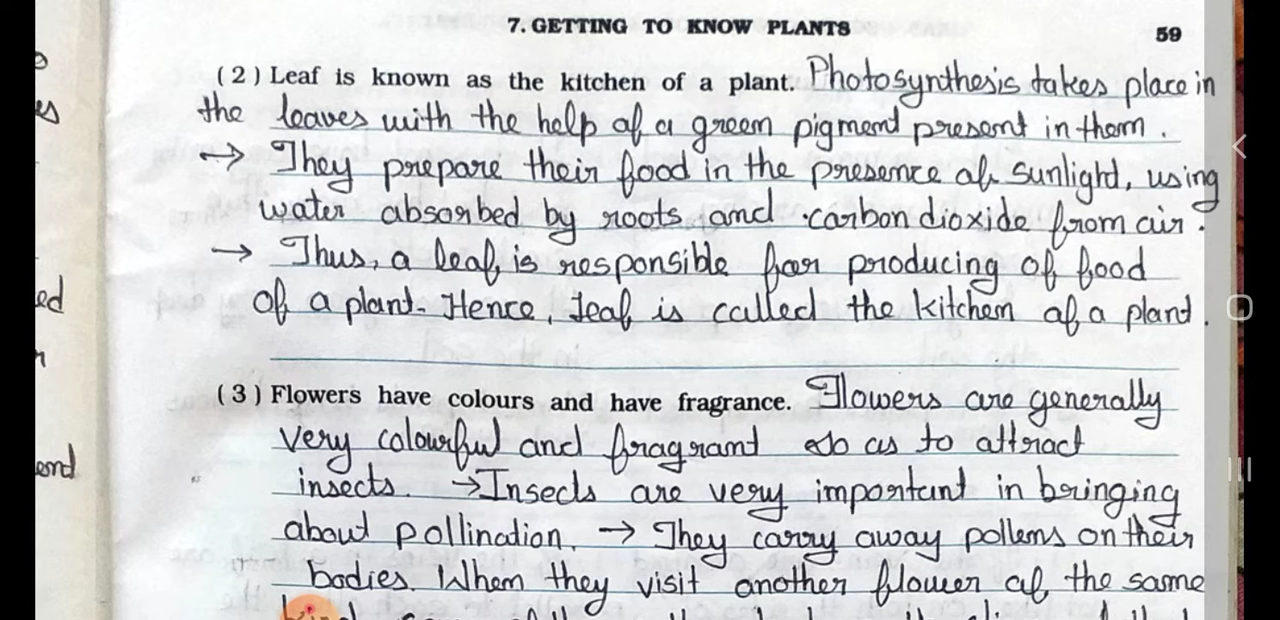 7. GETTING TO KNOW PLANTS 59
(2) Leaf is known as the kitchen of a plant. Photosynthesis takes place in
the leaves with the help of a green pigment present in them.
→ They prepare their food in the presence of sunlight, using
water absorbed by roots and carbon dioxide from air.
→ Thus, a leaf is responsible for producing of food
of a plant. Hence, leaf is called the kitchen of a plant.
(3) Flowers have colours and have fragrance. Flowers are generally
very colourful and fragrant so as to attract
insects. → Insects are very important in bringing
about pollination. → They carry away pollens on their
bodies. When they visit another flower of the same